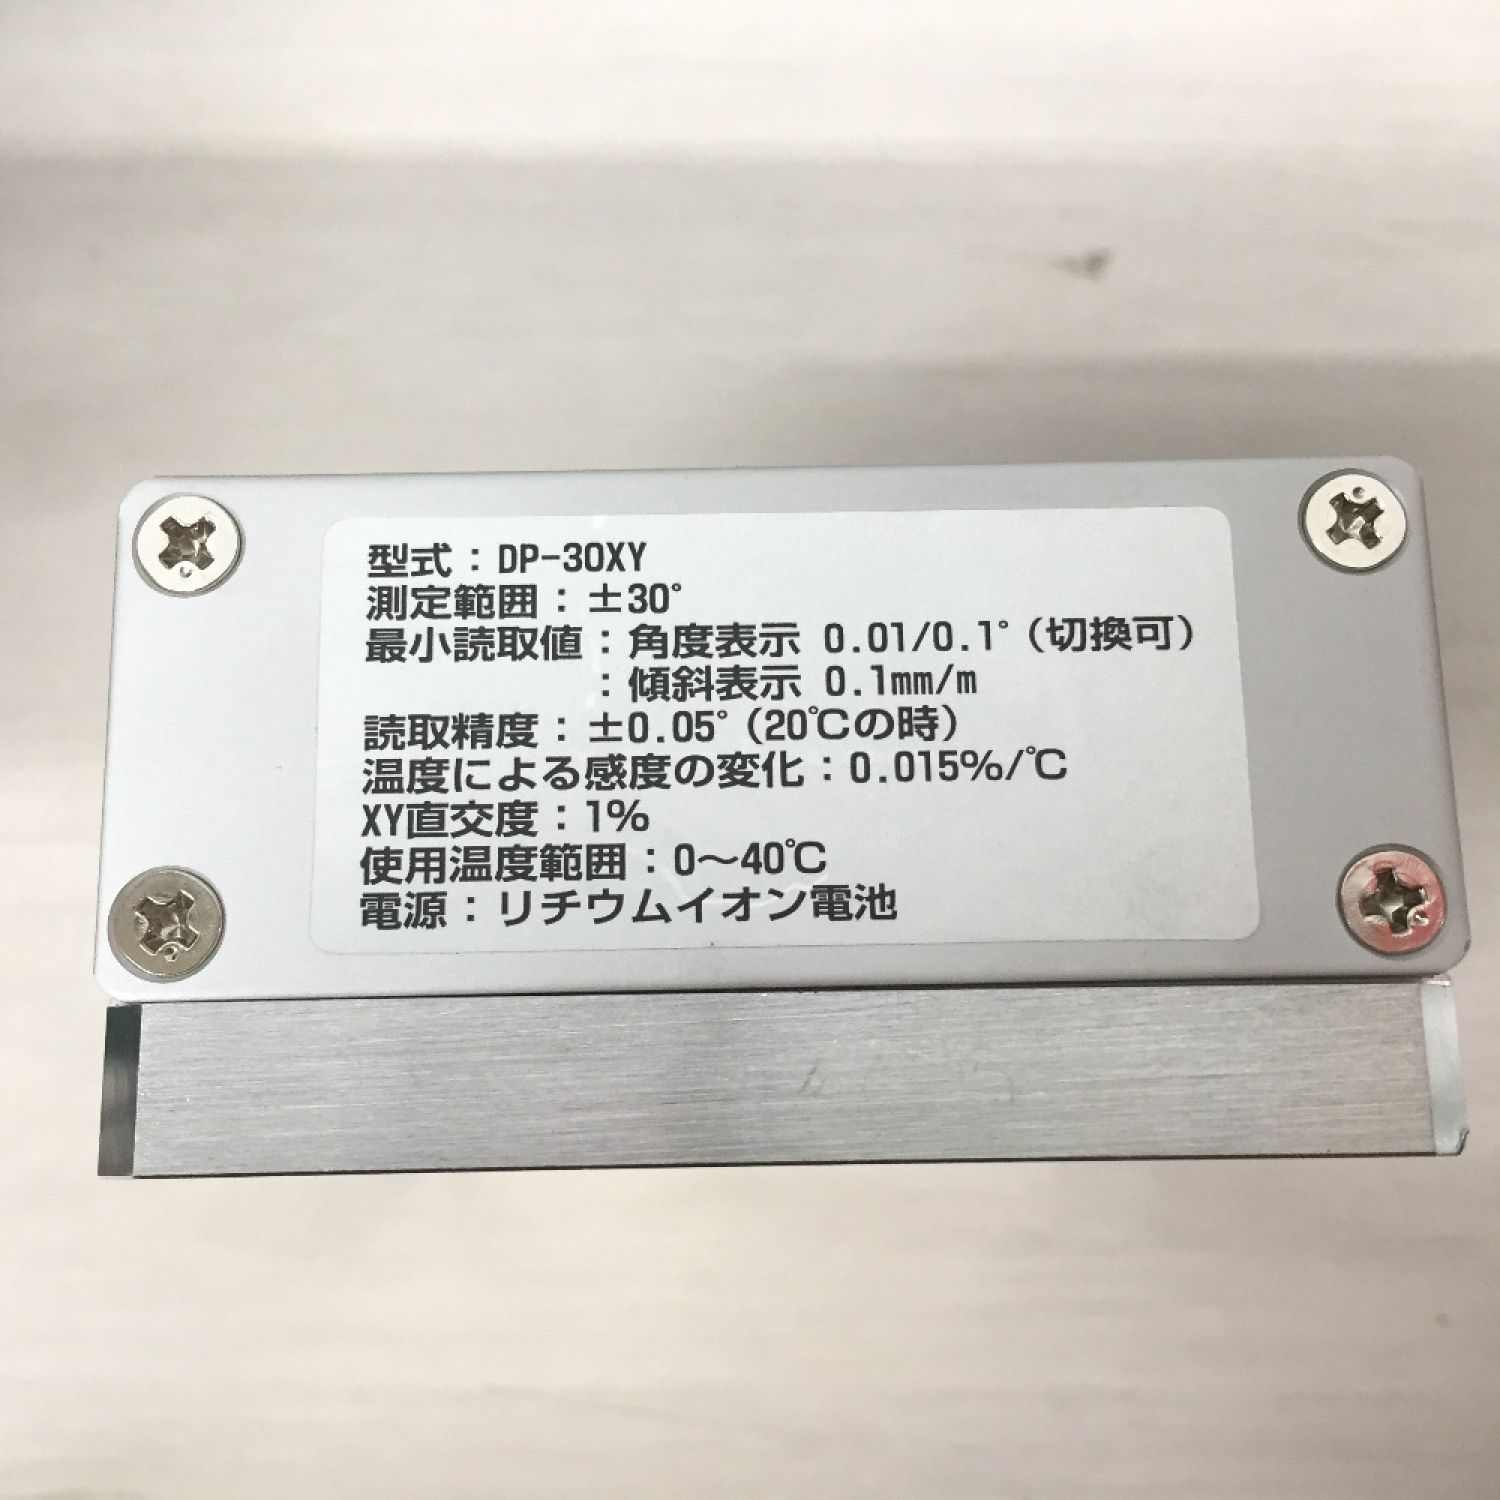 型式：DP-30XY
測定範囲：±30°
最小読取値：角度表示 0.01/0.1°（切換可）
：傾斜表示 0.1mm/m
読取精度：±0.05°（20℃の時）
温度による感度の変化：0.015%/℃
XY直交度：1%
使用温度範囲：0～40℃
電源：リチウムイオン電池